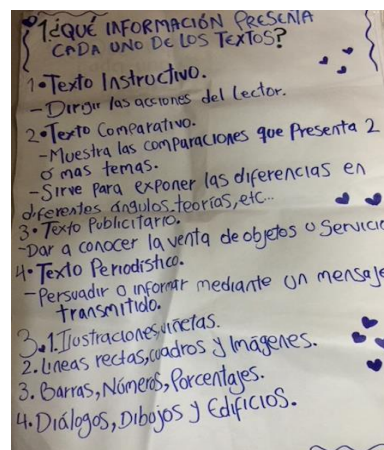 1¿QUÉ INFORMACIÓN PRESENTA
CADA UNO DE LOS TEXTOS?
1•Texto Instructivo.
-Dirigir las acciones del Lector.
2•Texto Comparativo.
-Muestra las comparaciones que Presenta 2
ó mas temas.
-Sirve Para exponer las diferencias en
diferentes ángulos, teorías, etc...
3•Texto Publicitario.
-Dar a conocer la venta de objetos o Servicio
4•Texto Periodístico.
-Persuadir o informar mediante un mensaje
transmitido.
3.1.Ilustraciones, viñetas.
2.lineas rectas, cuadros y Imágenes.
3.Barras, Números, Porcentajes.
4.Diálogos, Dibujos y Edificios.